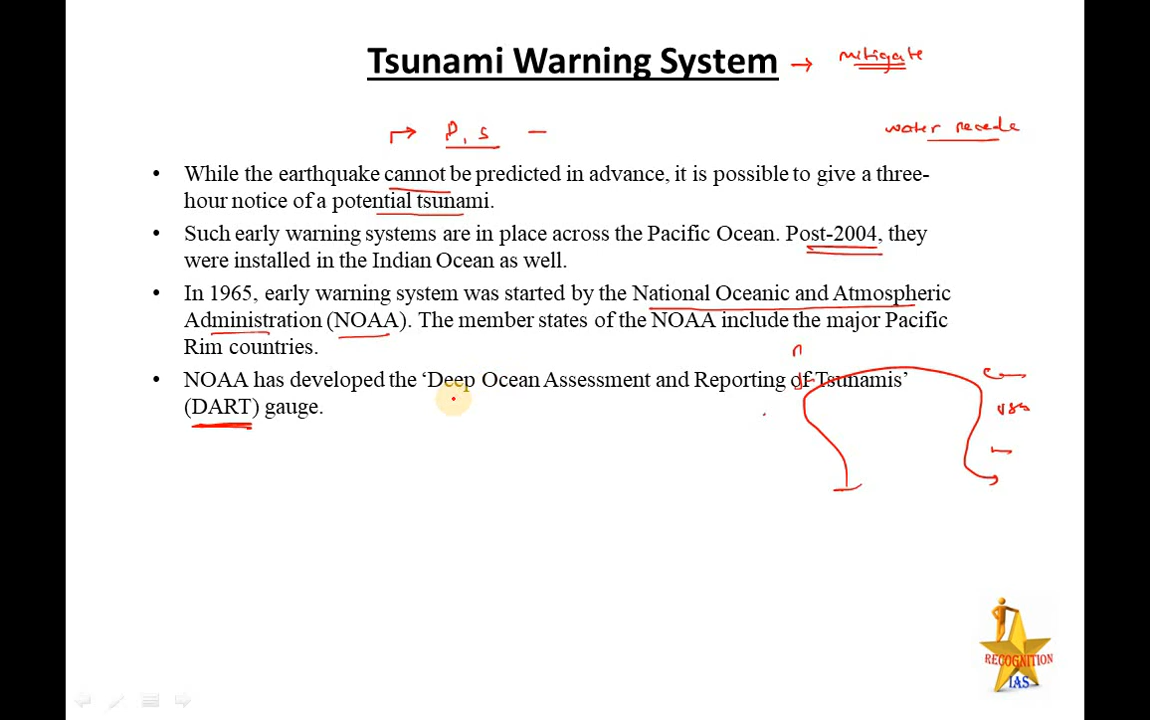 Tsunami Warning System → mitigate
P, S –
water recede
• While the earthquake cannot be predicted in advance, it is possible to give a three-
hour notice of a potential tsunami.
• Such early warning systems are in place across the Pacific Ocean. Post-2004, they
were installed in the Indian Ocean as well.
• In 1965, early warning system was started by the National Oceanic and Atmospheric
Administration (NOAA). The member states of the NOAA include the major Pacific
Rim countries.
• NOAA has developed the ‘Deep Ocean Assessment and Reporting of Tsunamis’
(DART) gauge.
RECOGNITION
IAS